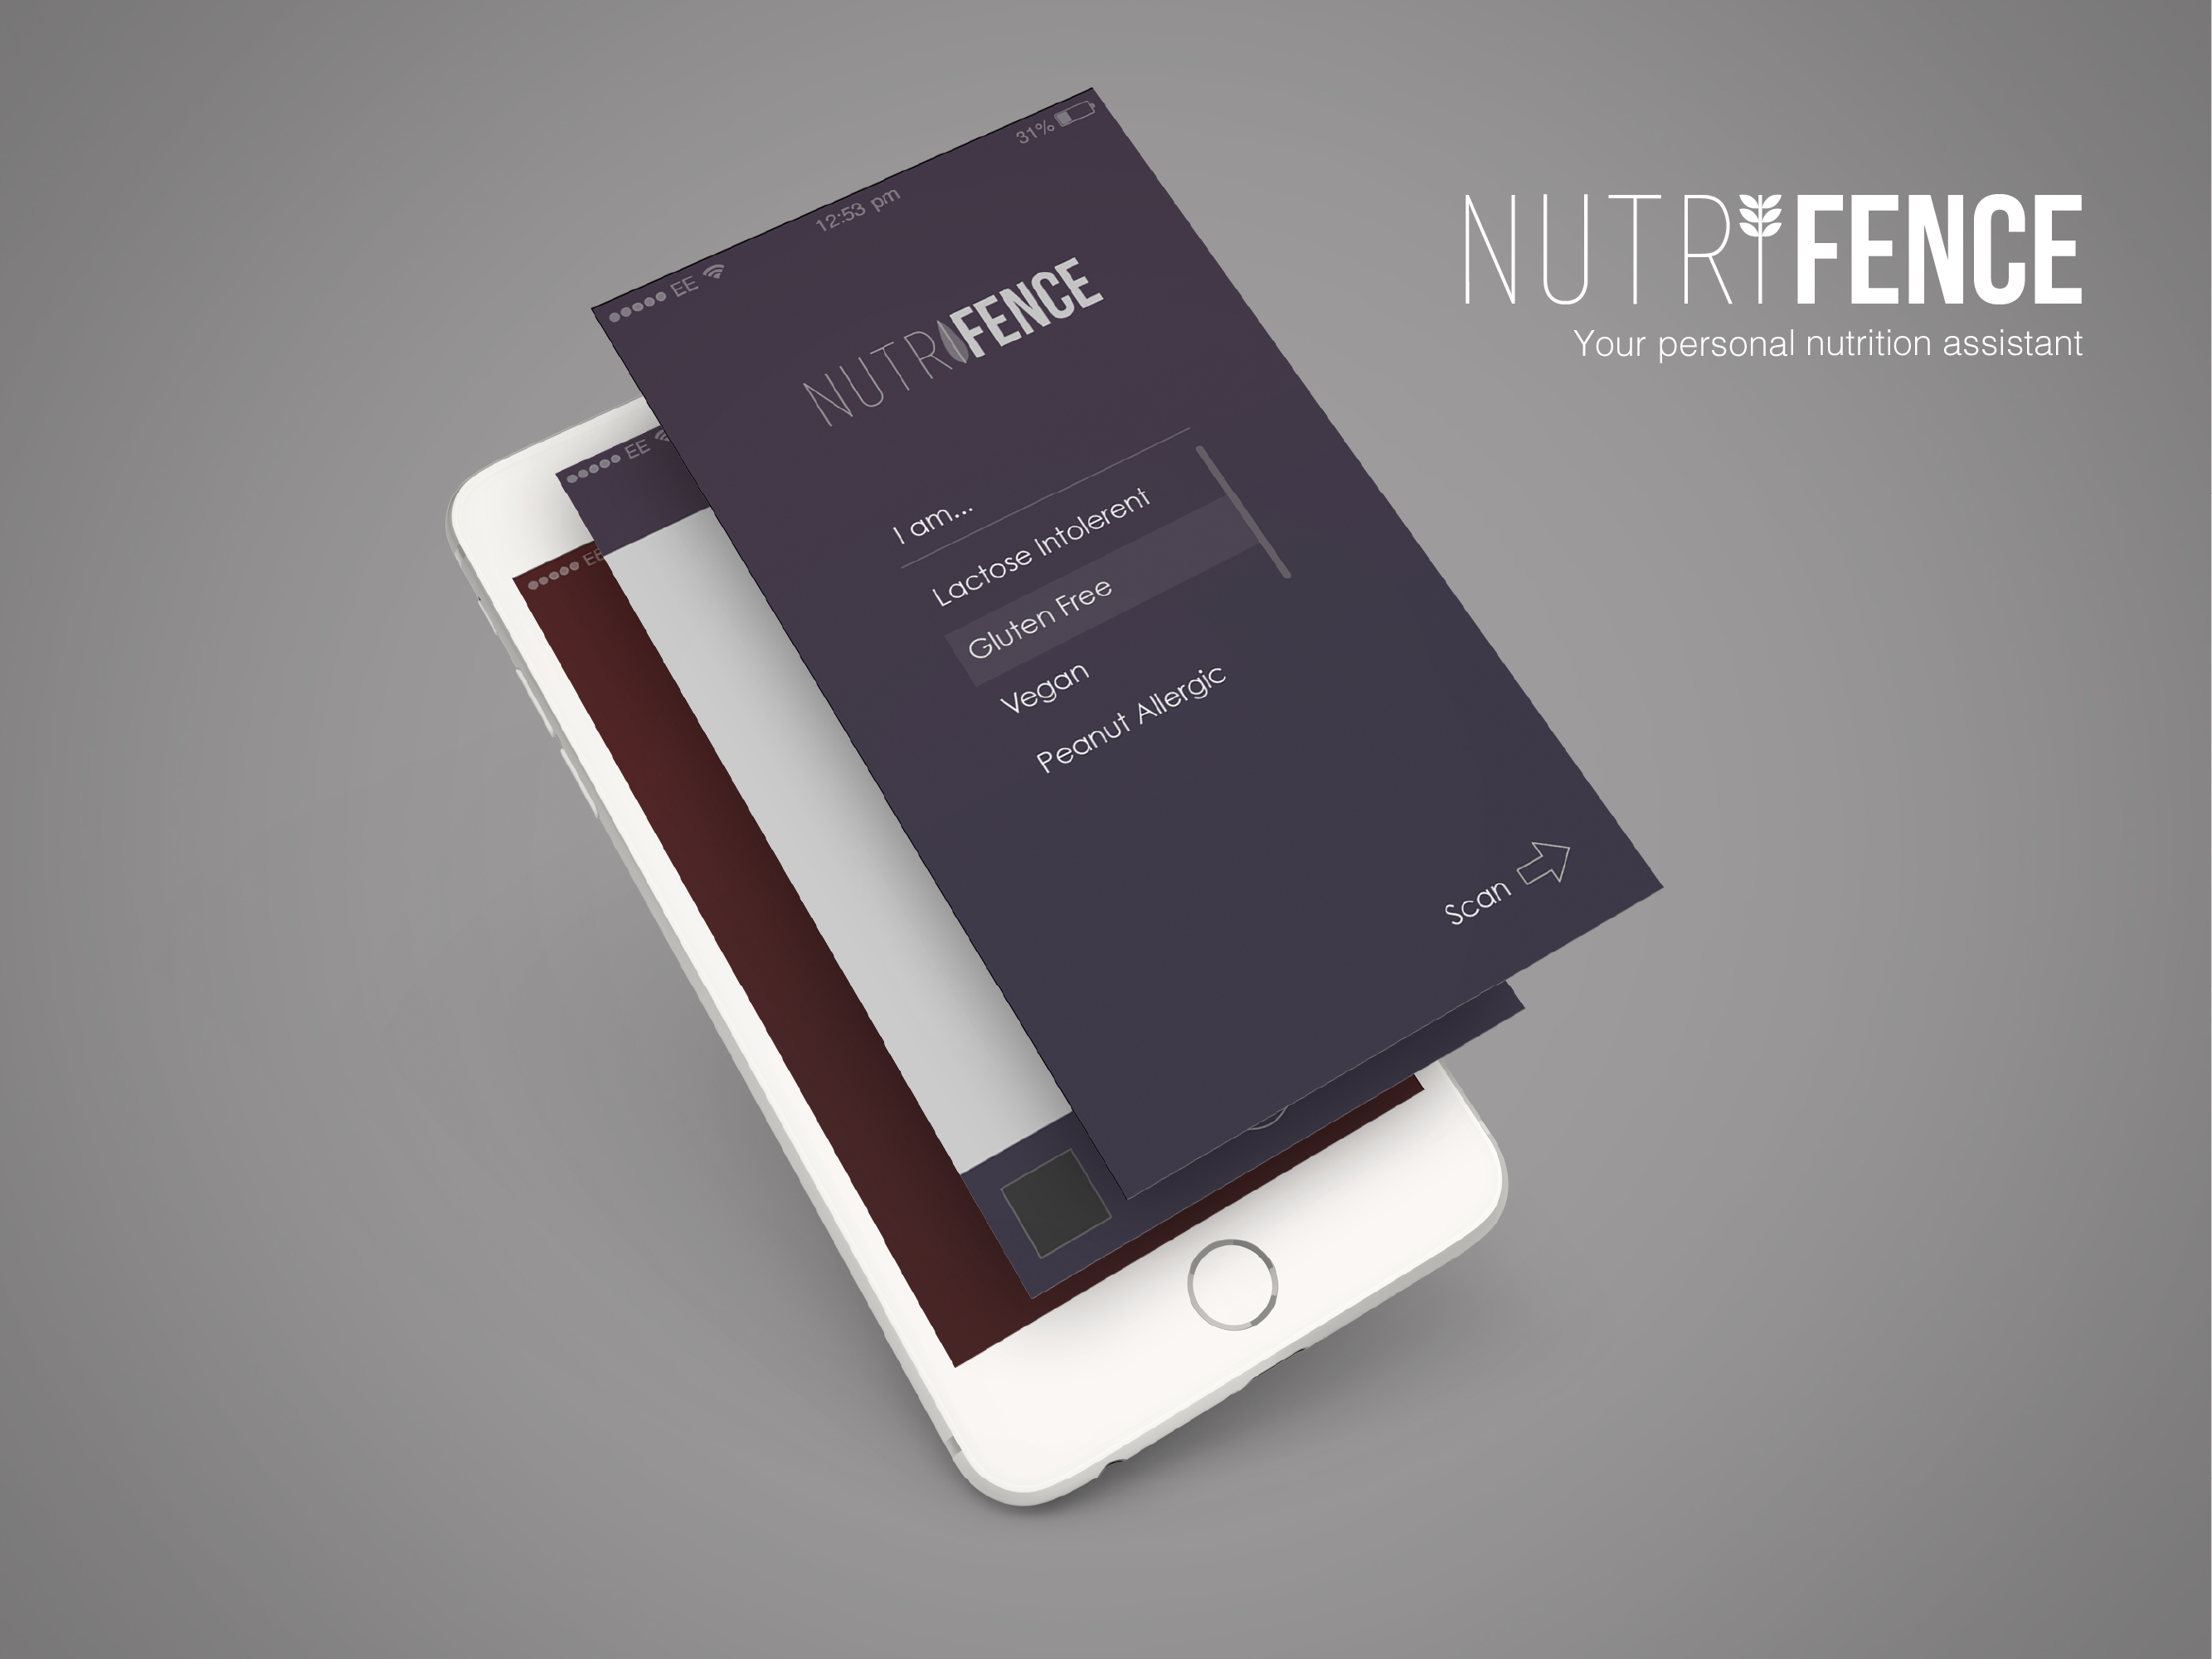 31%
12:53 pm
EE
NUTRIFENCE
NUTRIFENCE
Your personal nutrition assistant
EE
I am...
Lactose Intolerent
EE
Gluten Free
Vegan
Peanut Allergic
Scan